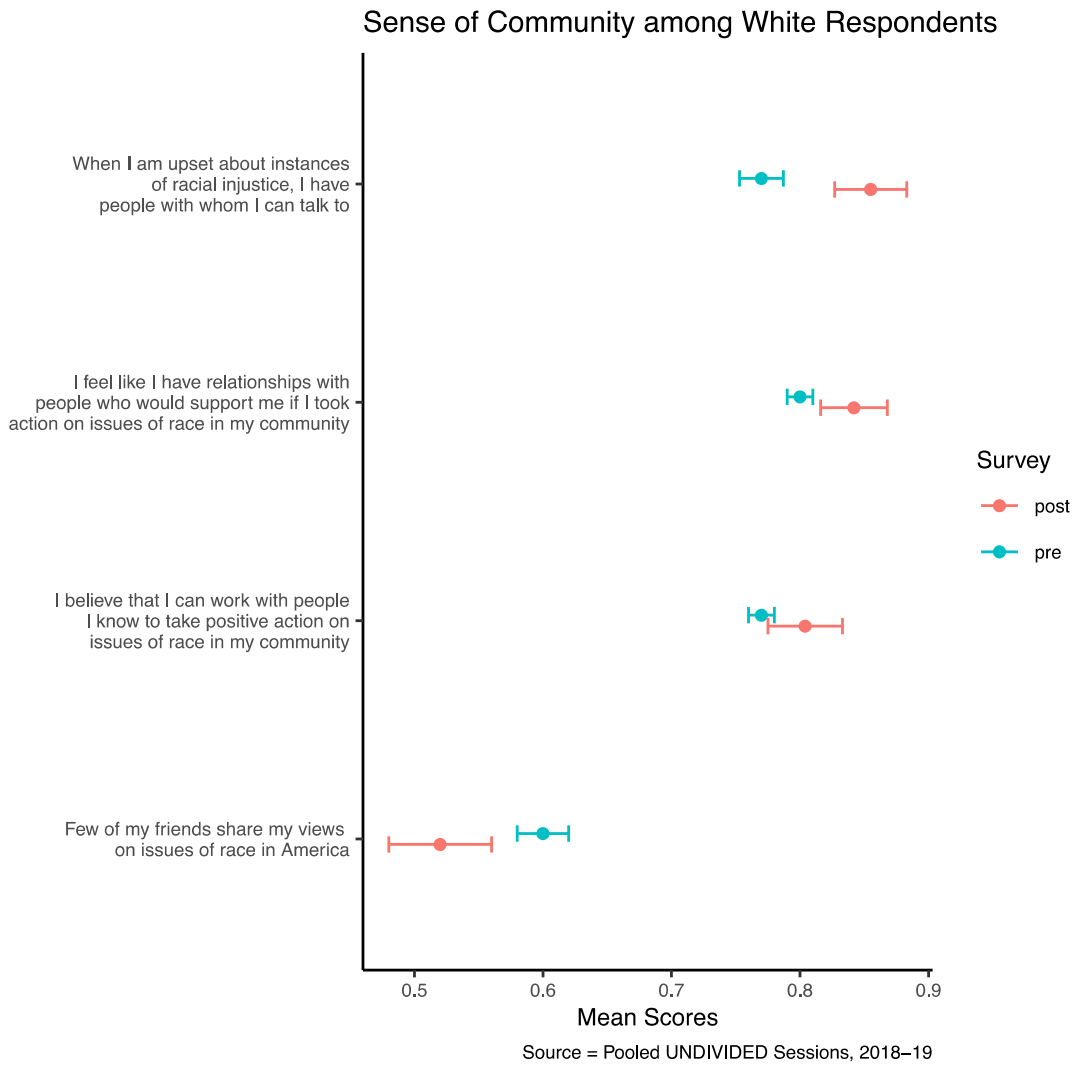 Sense of Community among White Respondents
When I am upset about instances
of racial injustice, I have
people with whom I can talk to
I feel like I have relationships with
people who would support me if I took
action on issues of race in my community
I believe that I can work with people
I know to take positive action on
issues of race in my community
Few of my friends share my views
on issues of race in America
Survey
post
pre
0.5 0.6 0.7 0.8 0.9
Mean Scores
Source = Pooled UNDIVIDED Sessions, 2018–19